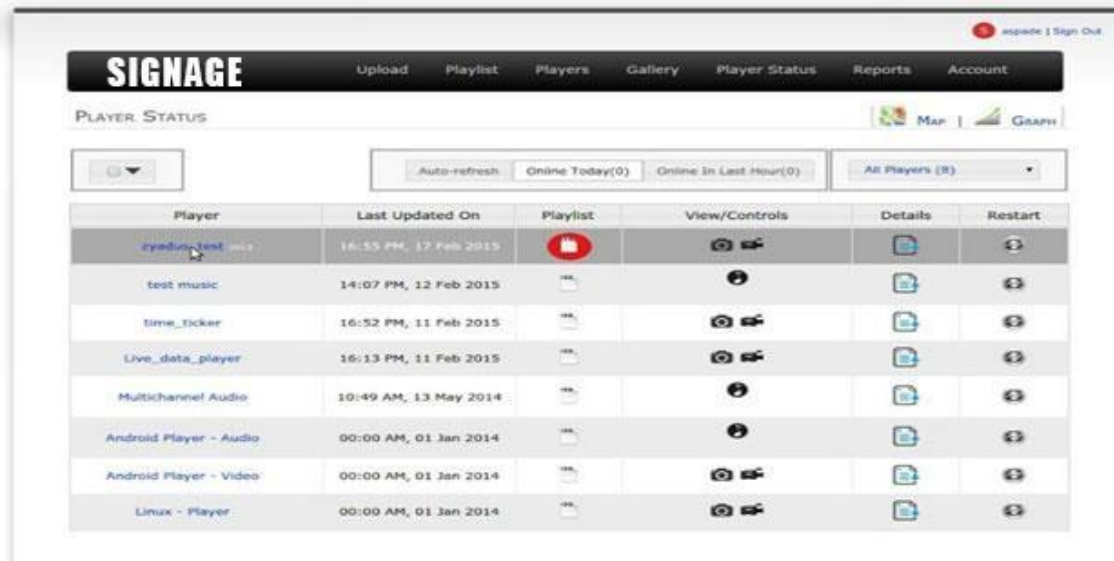 S aspade | Sign Out
SIGNAGE Upload Playlist Players Gallery Player Status Reports Account
PLAYER STATUS MAP | GRAPH
Auto-refresh Online Today(0) Online In Last Hour(0) All Players (8)
Player Last Updated On Playlist View/Controls Details Restart
16:55 PM, 17 Feb 2015
test music 14:07 PM, 12 Feb 2015
time_ticker 16:52 PM, 11 Feb 2015
Live_data_player 16:13 PM, 11 Feb 2015
Multichannel Audio 10:49 AM, 13 May 2014
Android Player - Audio 00:00 AM, 01 Jan 2014
Android Player - Video 00:00 AM, 01 Jan 2014
Linux - Player 00:00 AM, 01 Jan 2014